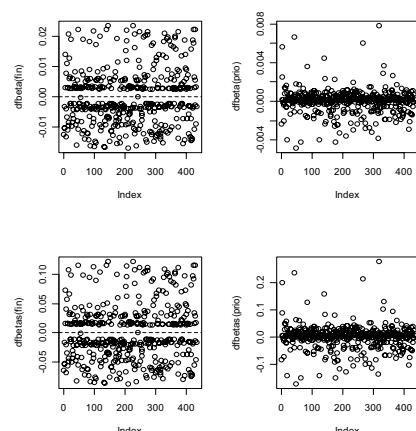 dfbeta(fin)
0.02
0.01
0.00
-0.01
0 100 200 300 400
Index
dfbeta(prio)
0.008
0.004
0.000
-0.004
0 100 200 300 400
Index
dfbetas(fin)
0.10
0.05
0.00
-0.05
0 100 200 300 400
Index
dfbetas(prio)
0.2
0.1
0.0
-0.1
0 100 200 300 400
Index